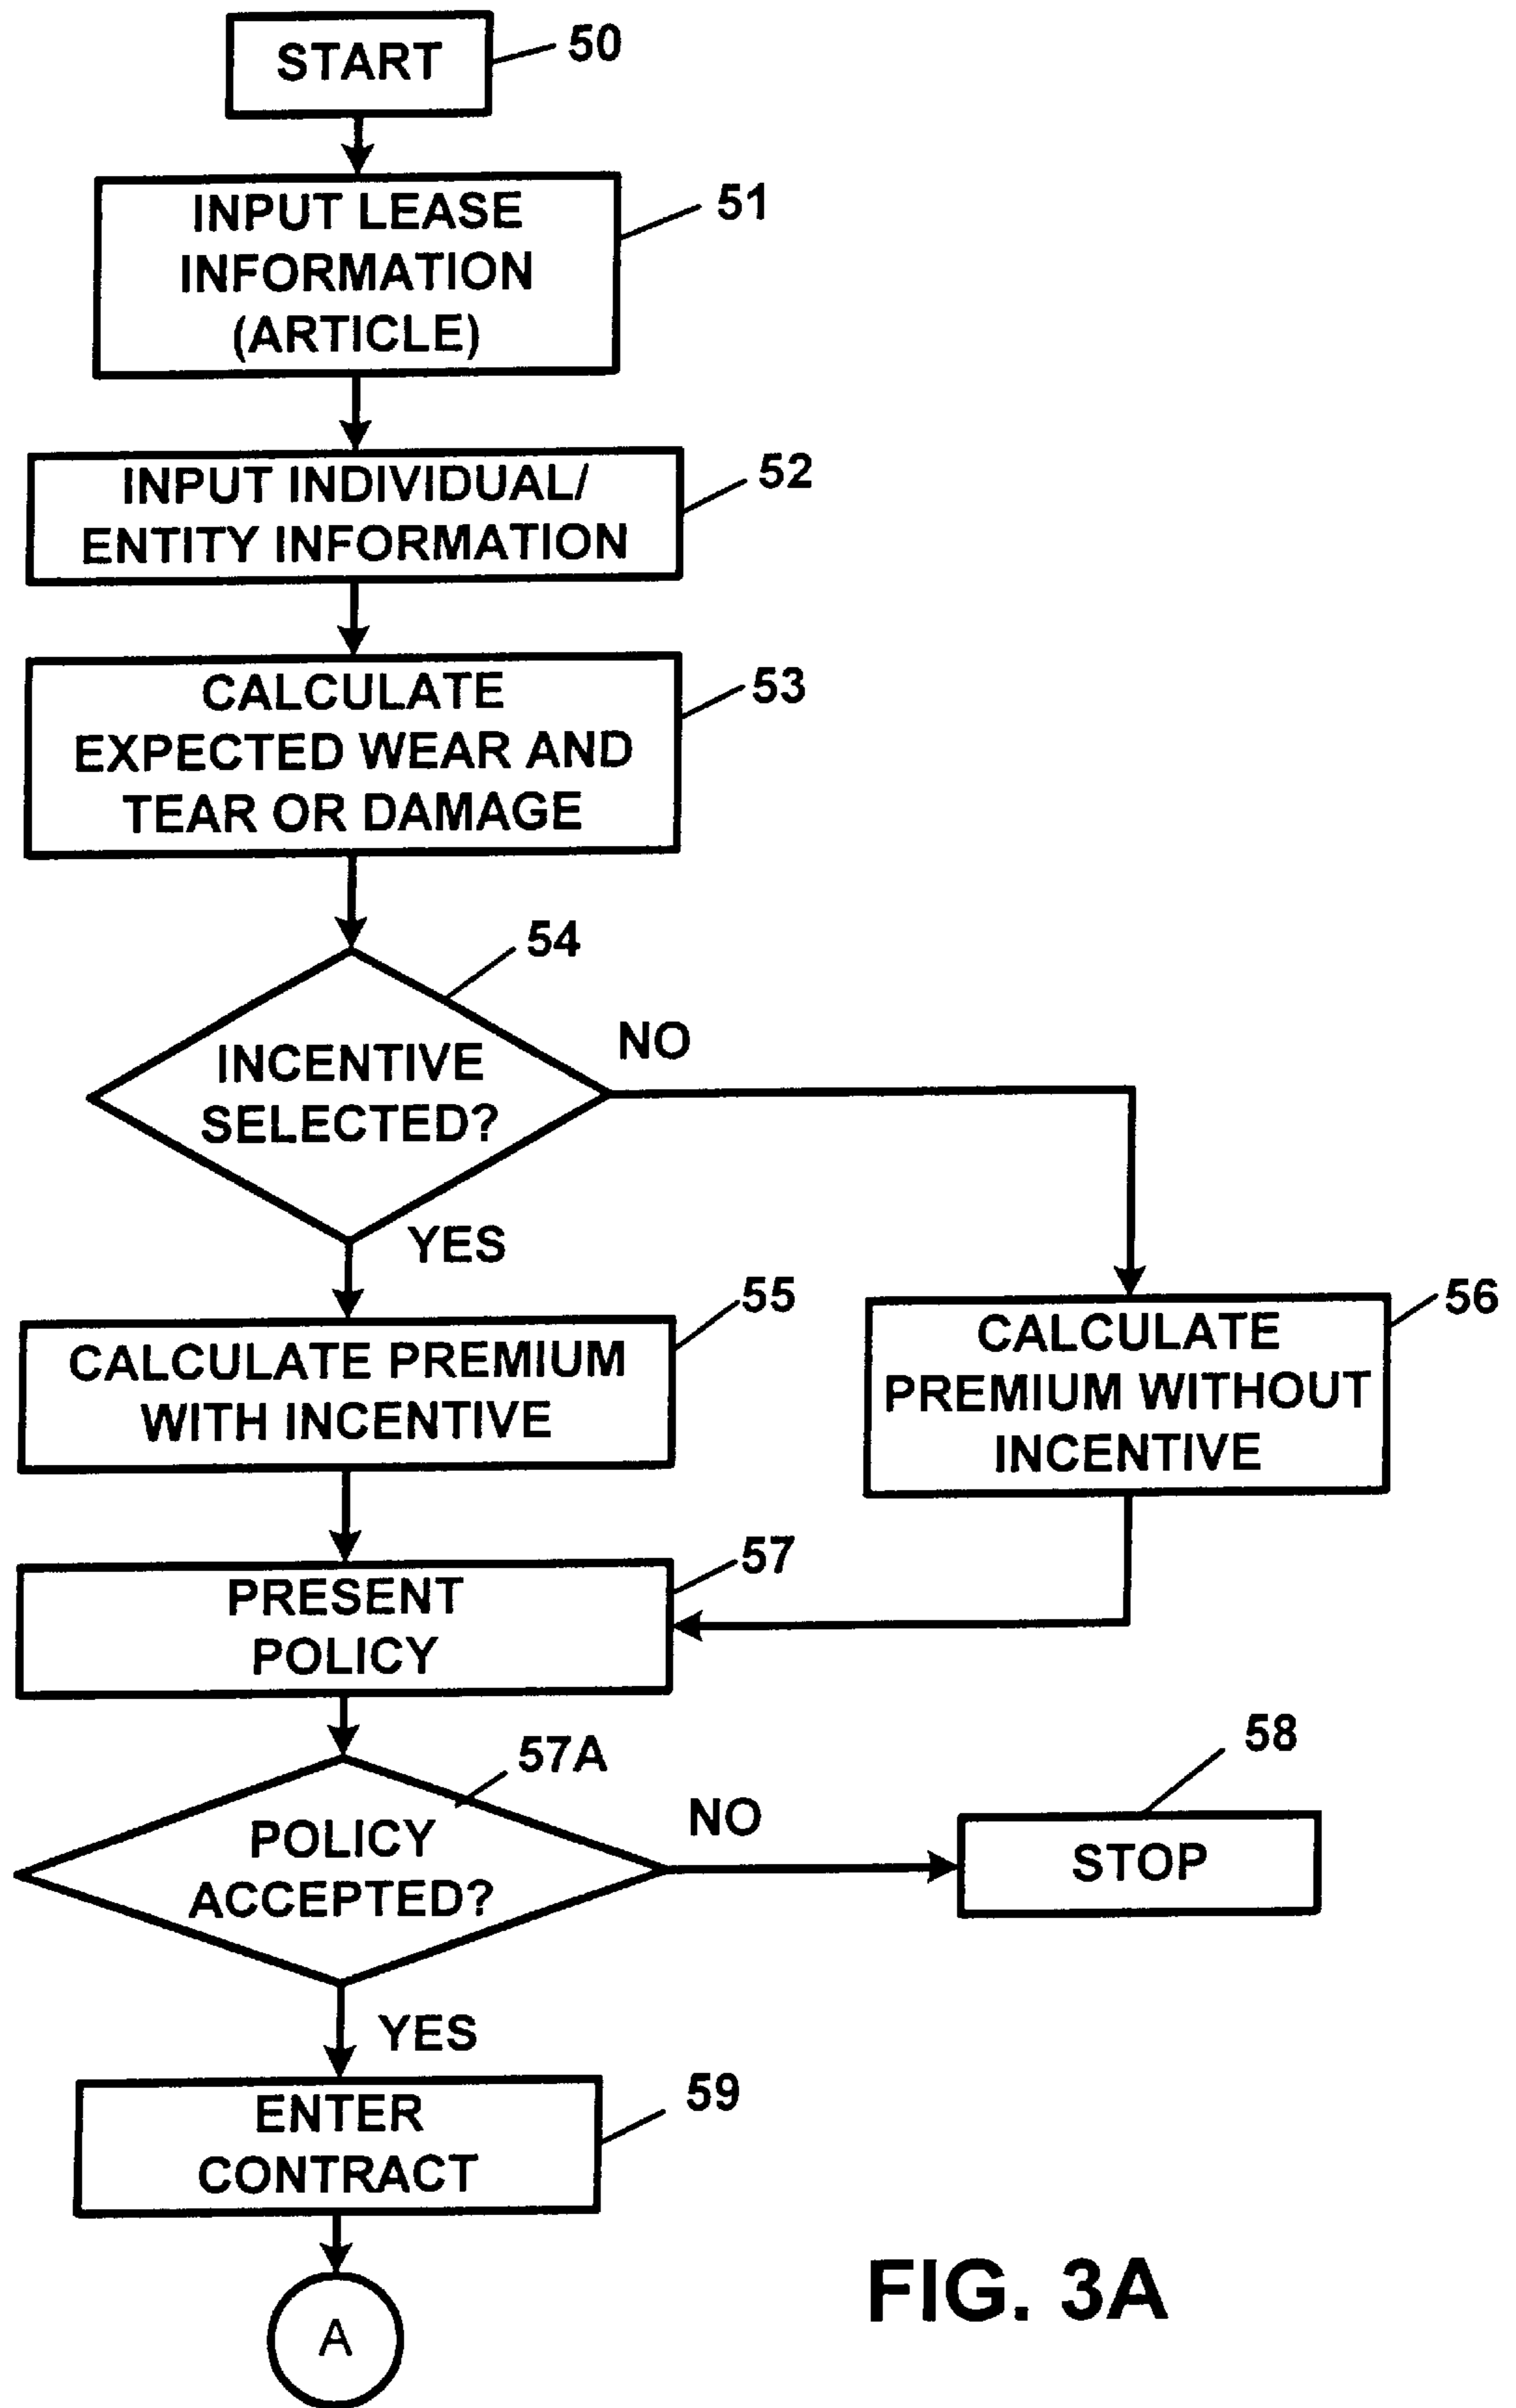 START
50
INPUT LEASE
INFORMATION
(ARTICLE)
51
INPUT INDIVIDUAL/
ENTITY INFORMATION
52
CALCULATE
EXPECTED WEAR AND
TEAR OR DAMAGE
53
54
INCENTIVE
SELECTED?
NO
YES
CALCULATE PREMIUM
WITH INCENTIVE
55
CALCULATE
PREMIUM WITHOUT
INCENTIVE
56
PRESENT
POLICY
57
57A
POLICY
ACCEPTED?
NO
58
STOP
YES
ENTER
CONTRACT
59
A
FIG. 3A